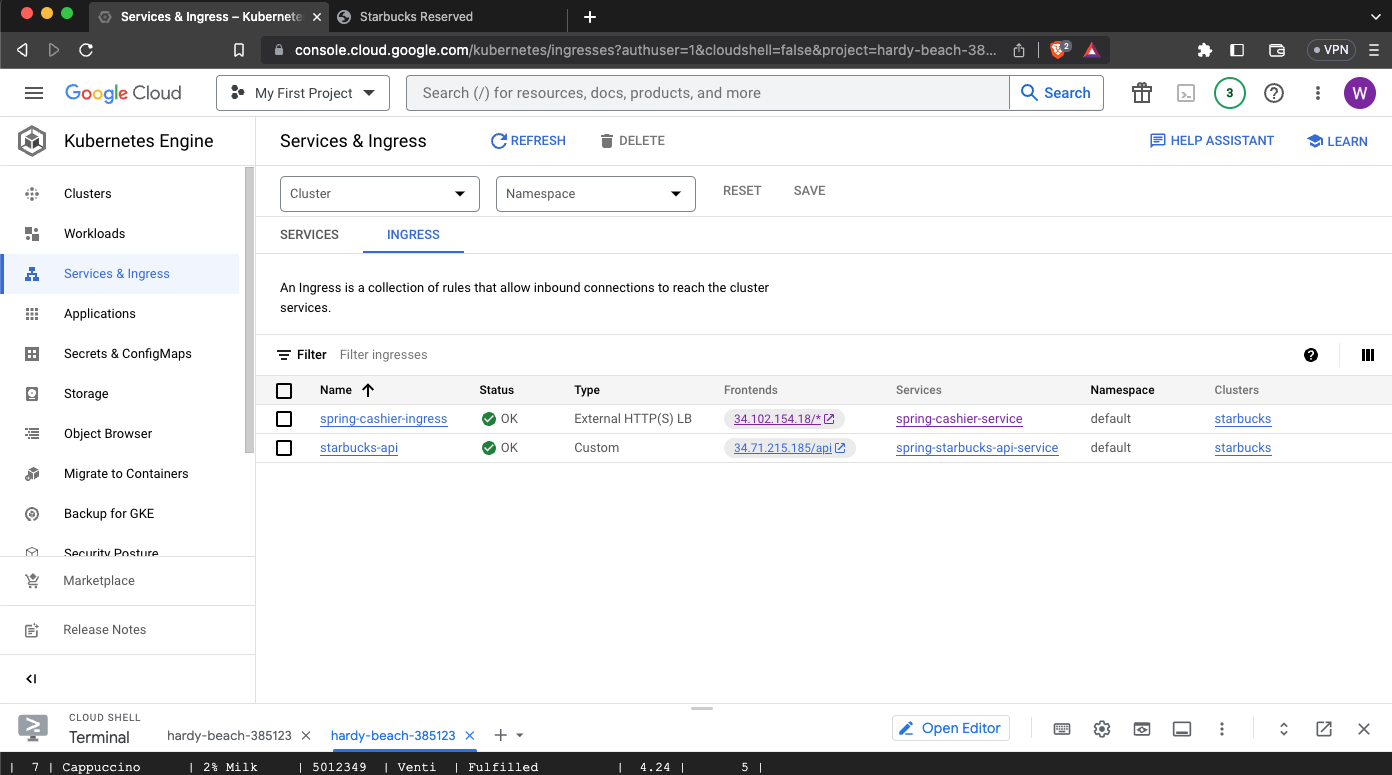 Services & Ingress – Kubernete
Starbucks Reserved
console.cloud.google.com/kubernetes/ingresses?authuser=1&cloudshell=false&project=hardy-beach-38...
2
VPN
Google Cloud
My First Project
Search (/) for resources, docs, products, and more
Search
3
W
Kubernetes Engine
Services & Ingress
REFRESH
DELETE
HELP ASSISTANT
LEARN
Clusters
Workloads
Services & Ingress
Applications
Secrets & ConfigMaps
Storage
Object Browser
Migrate to Containers
Backup for GKE
Security Posture
Marketplace
Release Notes
Cluster
Namespace
RESET
SAVE
SERVICES
INGRESS
An Ingress is a collection of rules that allow inbound connections to reach the cluster
services.
Filter Filter ingresses
Name Status Type Frontends Services Namespace Clusters
spring-cashier-ingress OK External HTTP(S) LB 34.102.154.18/* spring-cashier-service default starbucks
starbucks-api OK Custom 34.71.215.185/api spring-starbucks-api-service default starbucks
CLOUD SHELL
Terminal
hardy-beach-385123
hardy-beach-385123
Open Editor
| 7 | Cappuccino | 2% Milk | 5012349 | Venti | Fulfilled | 4.24 | 5 |